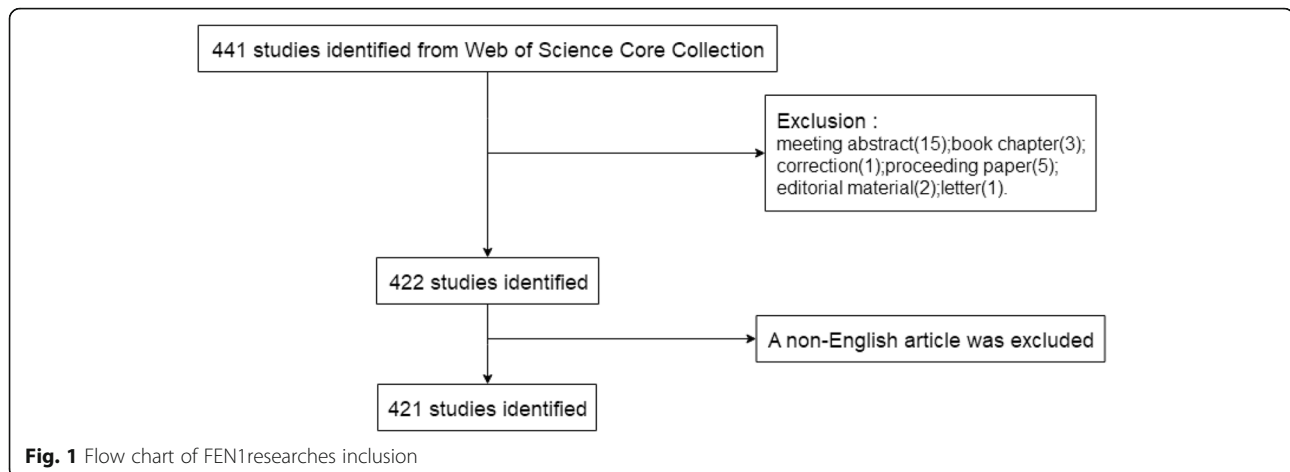 441 studies identified from Web of Science Core Collection
Exclusion :
meeting abstract(15);book chapter(3);
correction(1);proceeding paper(5);
editorial material(2);letter(1).
422 studies identified
A non-English article was excluded
421 studies identified
Fig. 1 Flow chart of FEN1researches inclusion